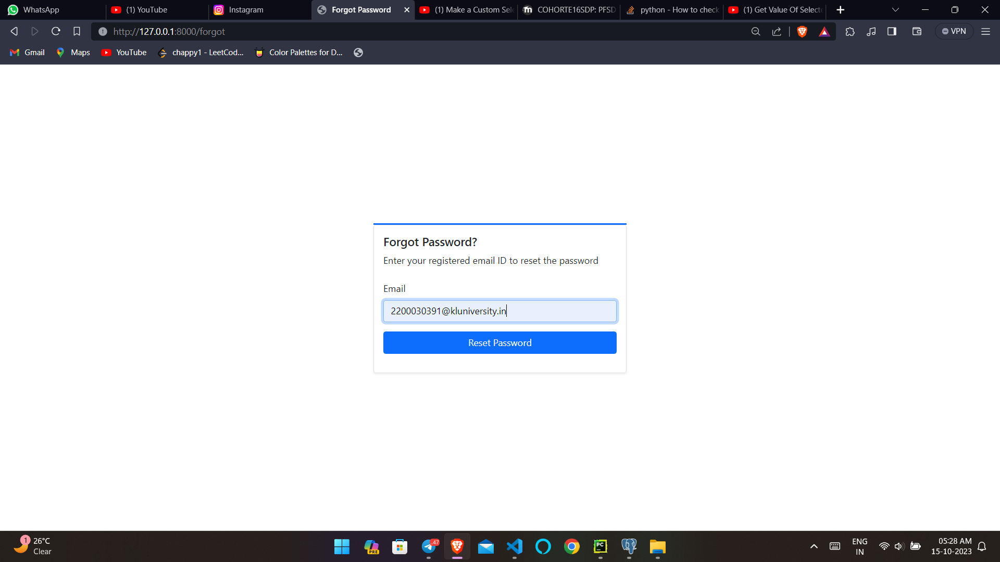 WhatsApp
(1) YouTube
Instagram
Forgot Password
(1) Make a Custom Sel
COHORTE16SDP: PFSD
python - How to check
(1) Get Value Of Selecte
http://127.0.0.1:8000/forgot
VPN
Gmail
Maps
YouTube
chappy1 - LeetCod...
Color Palettes for D...
Forgot Password?
Enter your registered email ID to reset the password
Email
2200030391@kluniversity.in
Reset Password
1
26°C
Clear
PRE
47
PC
ENG
IN
05:28 AM
15-10-2023